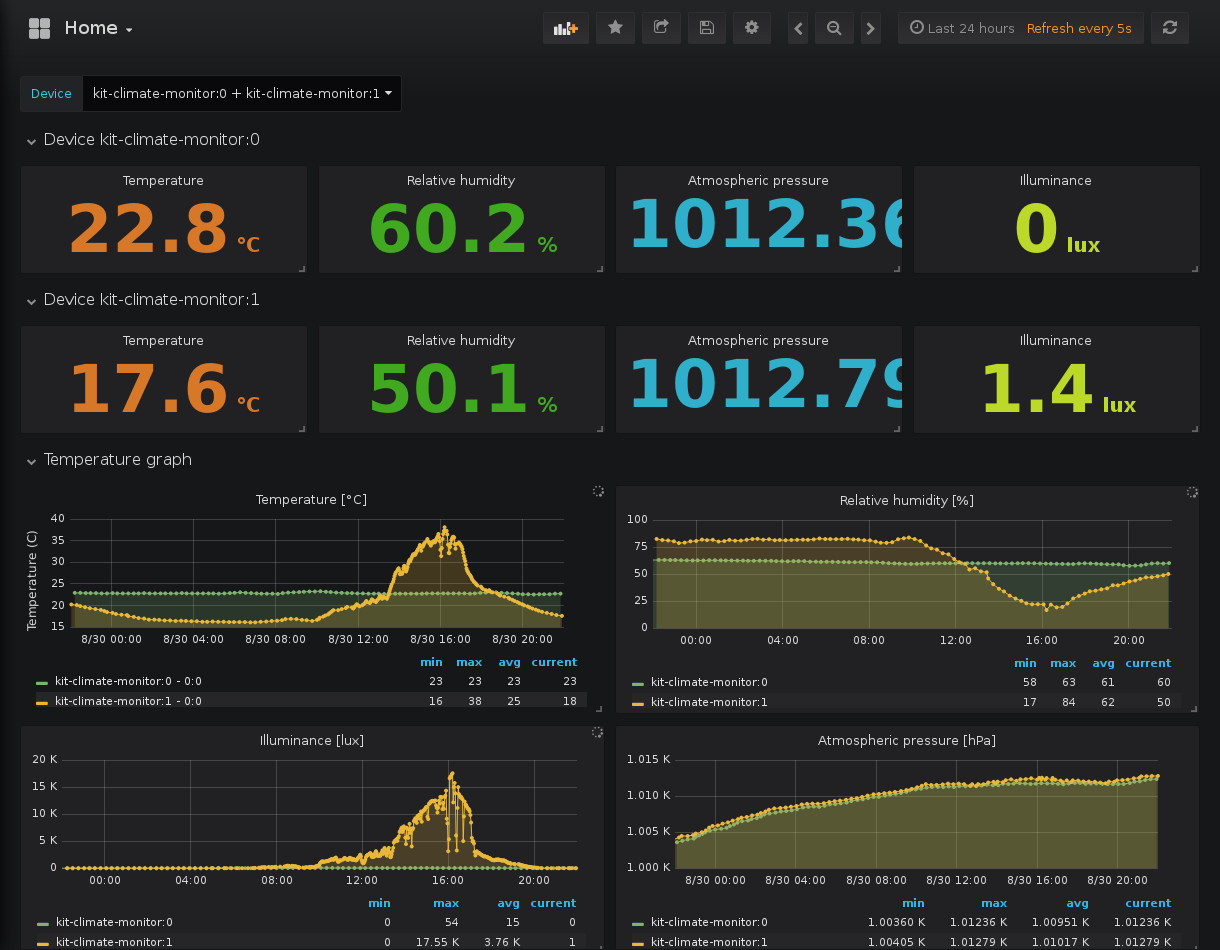 Home
Last 24 hours Refresh every 5s
Device kit-climate-monitor:0 + kit-climate-monitor:1
Device kit-climate-monitor:0
Temperature Relative humidity Atmospheric pressure Illuminance
22.8 °C 60.2 % 1012.36 0 lux
Device kit-climate-monitor:1
Temperature Relative humidity Atmospheric pressure Illuminance
17.6 °C 50.1 % 1012.79 1.4 lux
Temperature graph
Temperature [°C]
Temperature (C)
40
35
30
25
20
15
8/30 00:00 8/30 04:00 8/30 08:00 8/30 12:00 8/30 16:00 8/30 20:00
min max avg current
kit-climate-monitor:0 - 0:0 23 23 23 23
kit-climate-monitor:1 - 0:0 16 38 25 18
Relative humidity [%]
100
75
50
25
0
00:00 04:00 08:00 12:00 16:00 20:00
min max avg current
kit-climate-monitor:0 58 63 61 60
kit-climate-monitor:1 17 84 62 50
Illuminance [lux]
20 K
15 K
10 K
5 K
0
00:00 04:00 08:00 12:00 16:00 20:00
min max avg current
kit-climate-monitor:0 0 54 15 0
kit-climate-monitor:1 0 17.55 K 3.76 K 1
Atmospheric pressure [hPa]
1.015 K
1.010 K
1.005 K
1.000 K
8/30 00:00 8/30 04:00 8/30 08:00 8/30 12:00 8/30 16:00 8/30 20:00
min max avg current
kit-climate-monitor:0 1.00360 K 1.01236 K 1.00951 K 1.01236 K
kit-climate-monitor:1 1.00405 K 1.01279 K 1.01017 K 1.01279 K